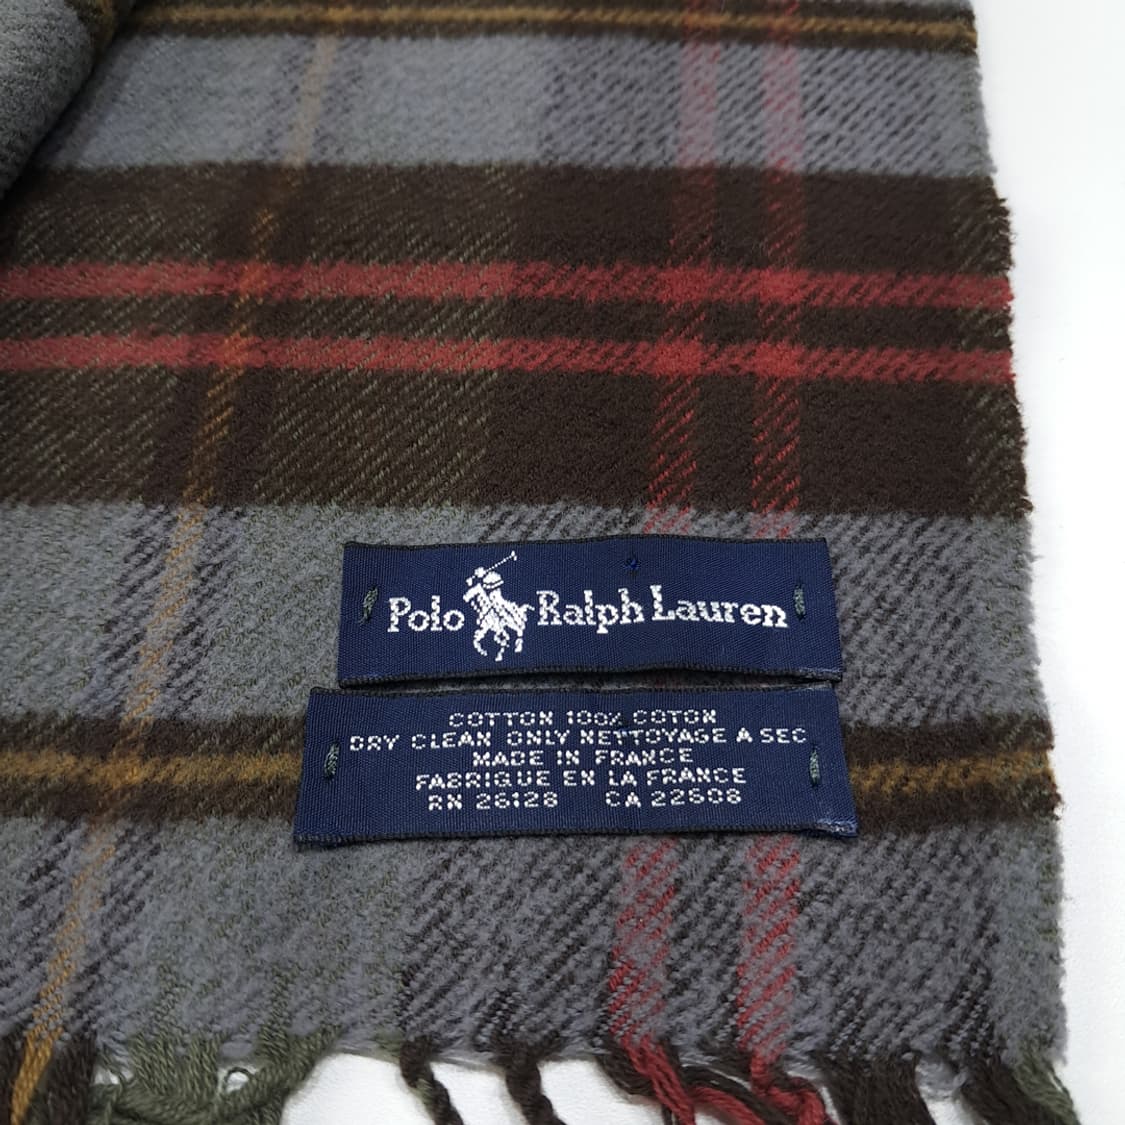 Polo Ralph Lauren
COTTON 100% COTON
DRY CLEAN ONLY NETTOYAGE A SEC
MADE IN FRANCE
FABRIQUE EN LA FRANCE
RN 26128 CA 22608